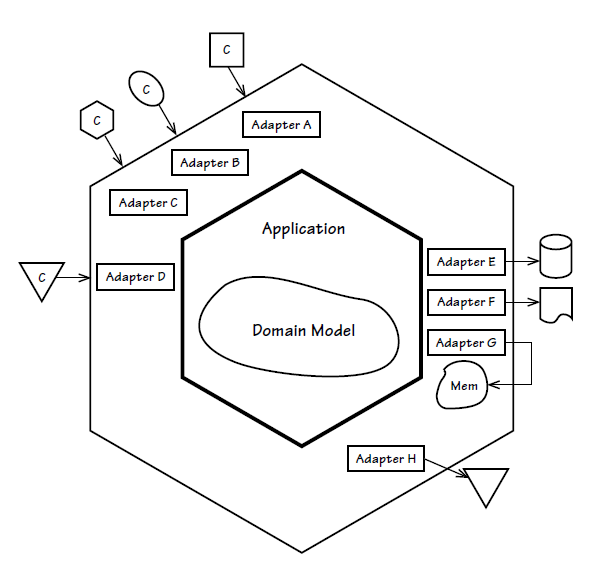 C
C
Adapter A
C
Adapter B
Adapter C
Application
C
Adapter D
Adapter E
Adapter F
Domain Model
Adapter G
Mem
Adapter H